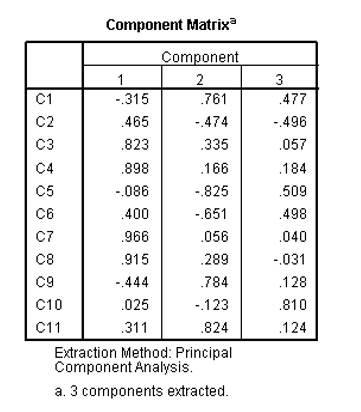 Component Matrixa
Component
1 2 3
C1 -.315 .761 .477
C2 .465 -.474 -.496
C3 .823 .335 .057
C4 .898 .166 .184
C5 -.086 -.825 .509
C6 .400 -.651 .498
C7 .966 .056 .040
C8 .915 .289 -.031
C9 -.444 .784 .128
C10 .025 -.123 .810
C11 .311 .824 .124
Extraction Method: Principal
Component Analysis.
a. 3 components extracted.